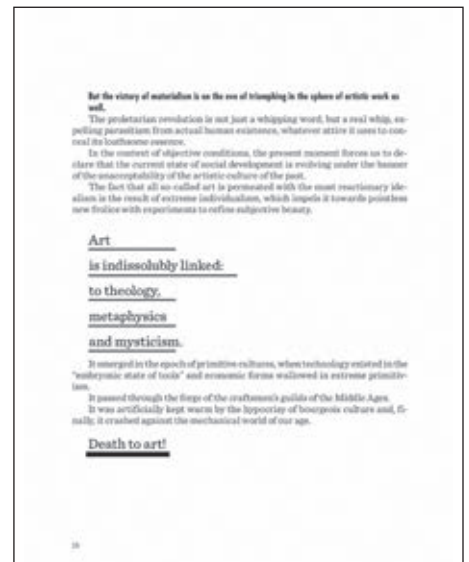 But the victory of materialism is on the eve of triumphing in the sphere of artistic work as
well.
The proletarian revolution is not just a whipping word, but a real whip, ex-
pelling parasitism from actual human existence, whatever attire it uses to con-
ceal its loathsome essence.
In the context of objective conditions, the present moment forces us to de-
clare that the current state of social development is evolving under the banner
of the unacceptability of the artistic culture of the past.
The fact that all so-called art is permeated with the most reactionary ide-
alism is the result of extreme individualism, which impels it towards pointless
new frolics with experiments to refine subjective beauty.
Art
is indissolubly linked:
to theology,
metaphysics
and mysticism.
It emerged in the epoch of primitive cultures, when technology existed in the
"embryonic state of tools" and economic forms wallowed in extreme primitiv-
ism.
It passed through the forge of the craftsmen's guilds of the Middle Ages.
It was artificially kept warm by the hypocrisy of bourgeois culture and, fi-
nally, it crashed against the mechanical world of our age.
Death to art!